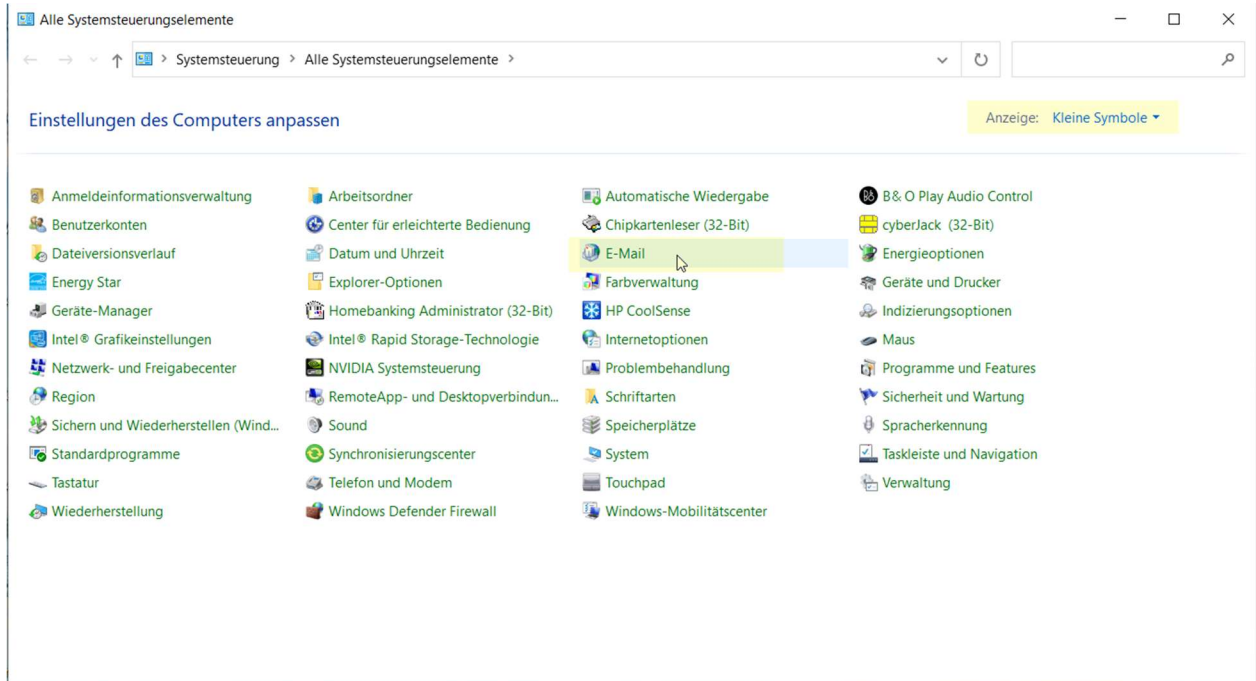 Alle Systemsteuerungselemente
Systemsteuerung > Alle Systemsteuerungselemente >
Einstellungen des Computers anpassen
Anzeige: Kleine Symbole
Anmeldeinformationsverwaltung
Arbeitsordner
Automatische Wiedergabe
B& O Play Audio Control
Benutzerkonten
Center für erleichterte Bedienung
Chipkartenleser (32-Bit)
cyberJack (32-Bit)
Dateiversionsverlauf
Datum und Uhrzeit
E-Mail
Energieoptionen
Energy Star
Explorer-Optionen
Farbverwaltung
Geräte und Drucker
Geräte-Manager
Homebanking Administrator (32-Bit)
HP CoolSense
Indizierungsoptionen
Intel® Grafikeinstellungen
Intel® Rapid Storage-Technologie
Internetoptionen
Maus
Netzwerk- und Freigabecenter
NVIDIA Systemsteuerung
Problembehandlung
Programme und Features
Region
RemoteApp- und Desktopverbindun...
Schriftarten
Sicherheit und Wartung
Sichern und Wiederherstellen (Wind...
Sound
Speicherplätze
Spracherkennung
Standardprogramme
Synchronisierungscenter
System
Taskleiste und Navigation
Tastatur
Telefon und Modem
Touchpad
Verwaltung
Wiederherstellung
Windows Defender Firewall
Windows-Mobilitätscenter